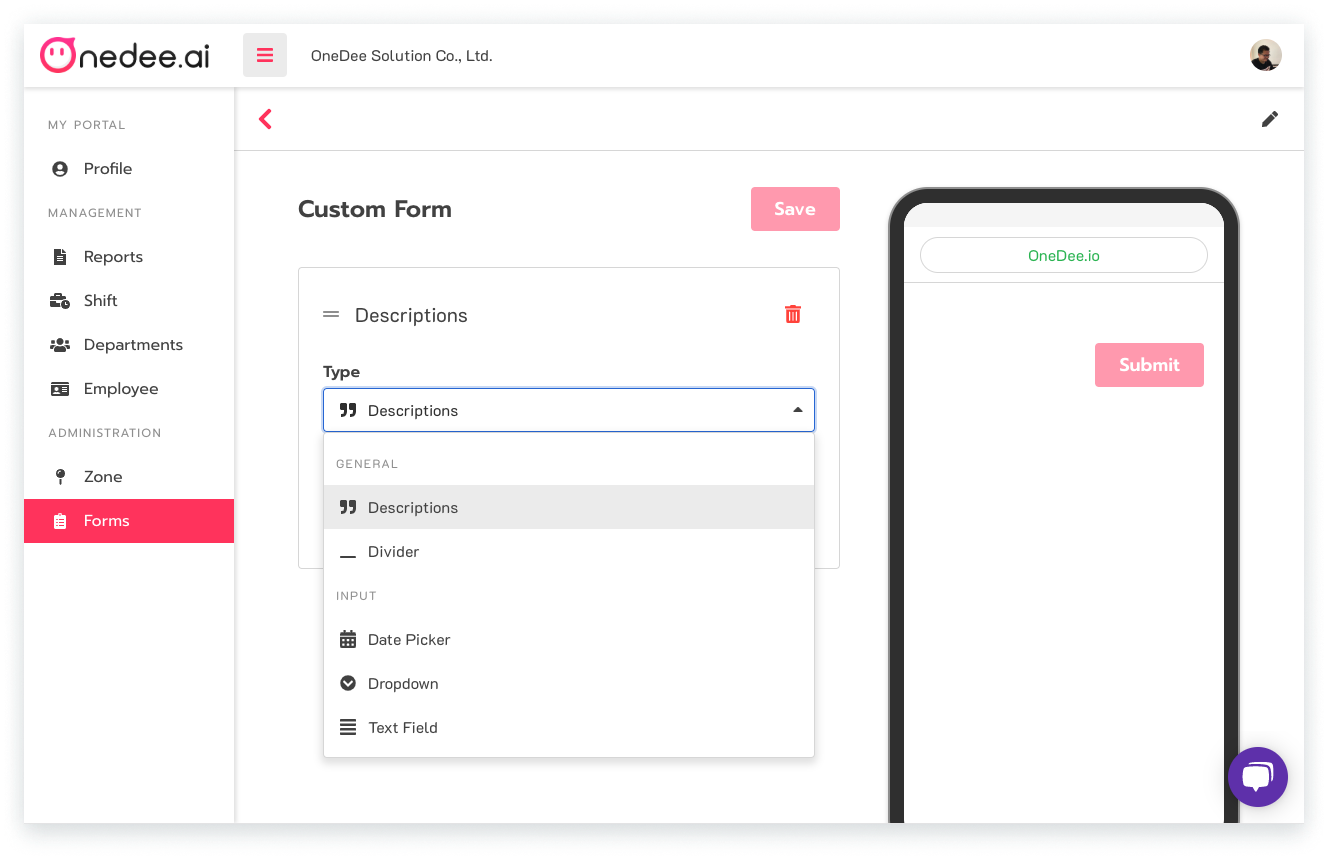 Onedee.ai
OneDee Solution Co., Ltd.
MY PORTAL
Profile
MANAGEMENT
Reports
Shift
Departments
Employee
ADMINISTRATION
Zone
Forms
Custom Form
Save
Descriptions
Type
Descriptions
GENERAL
Descriptions
Divider
INPUT
Date Picker
Dropdown
Text Field
OneDee.io
Submit